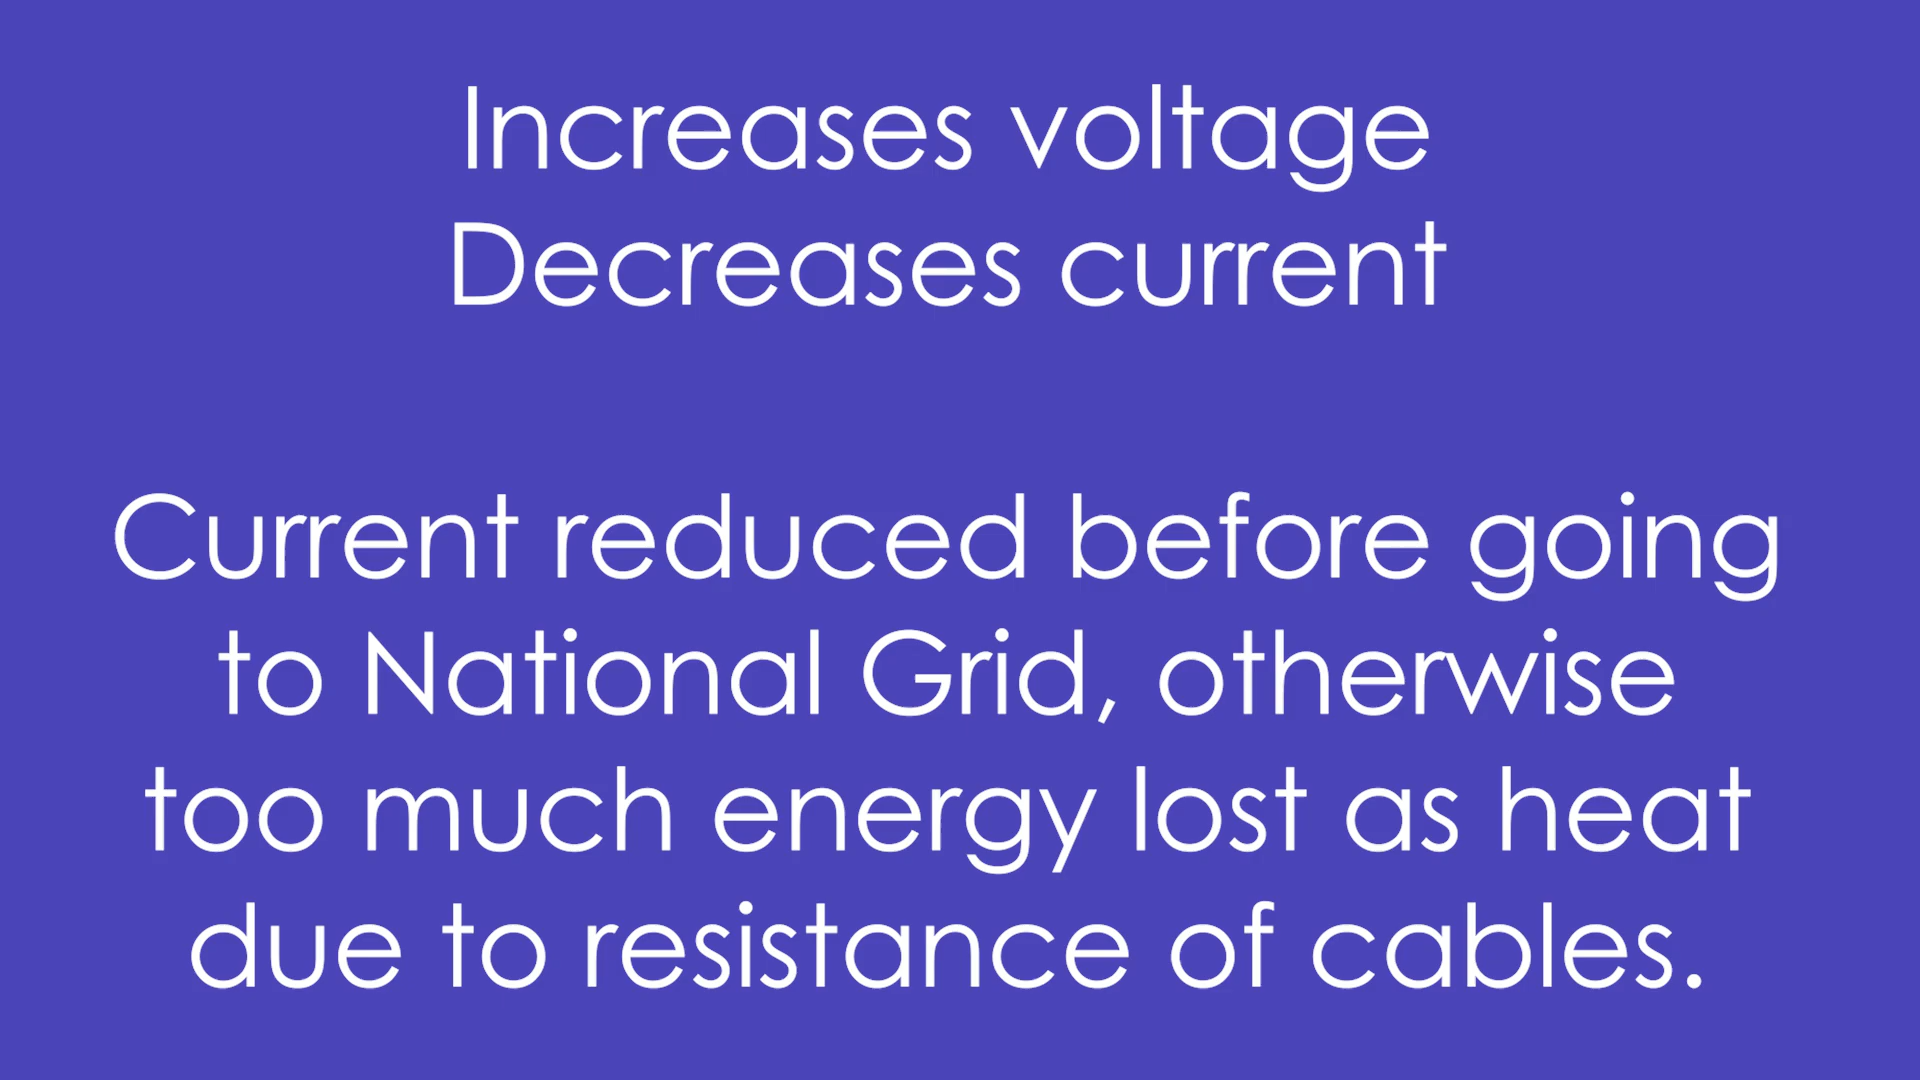 Increases voltage
Decreases current
Current reduced before going
to National Grid, otherwise
too much energy lost as heat
due to resistance of cables.